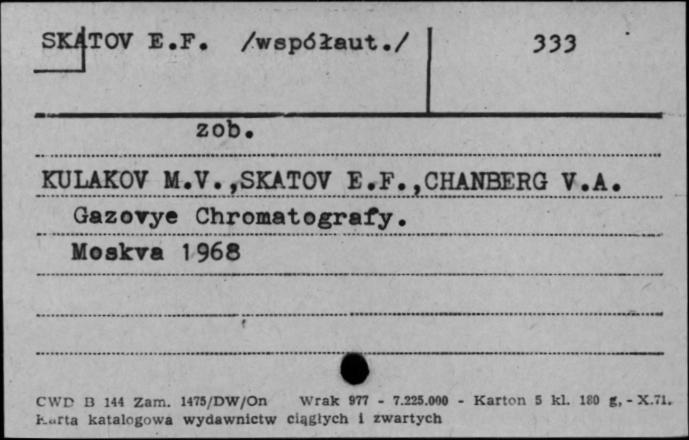 SKATOV E.F. /współaut./ 333
zob.
KULAKOV M.V.,SKATOV E.F.,CHANBERG V.A.
Gazovye Chromatografy.
Moskva 1968
CWD B 144 Zam. 1475/DW/On Wrak 977 - 7.225.000 - Karton 5 kl. 180 g, - X.71.
Karta katalogowa wydawnictw ciągłych i zwartych